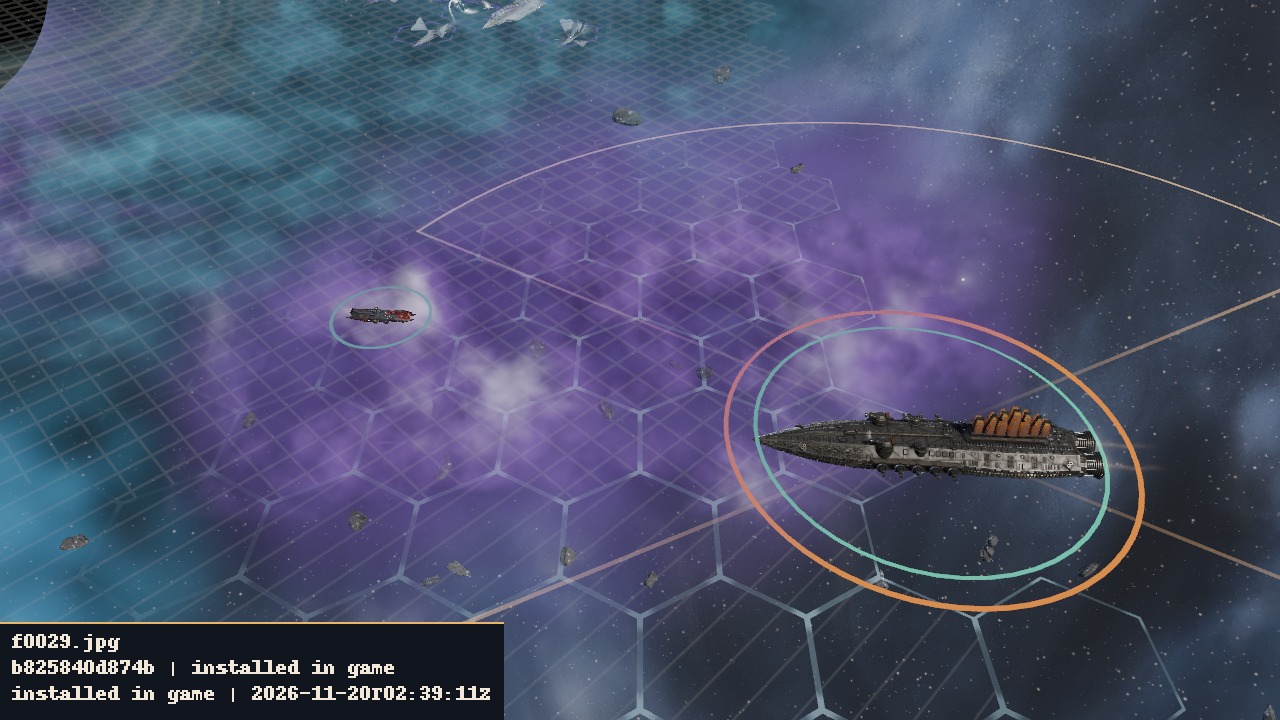 f0029.jpg
b825840d874b | installed in game
installed in game | 2026-11-20T02:39:11Z